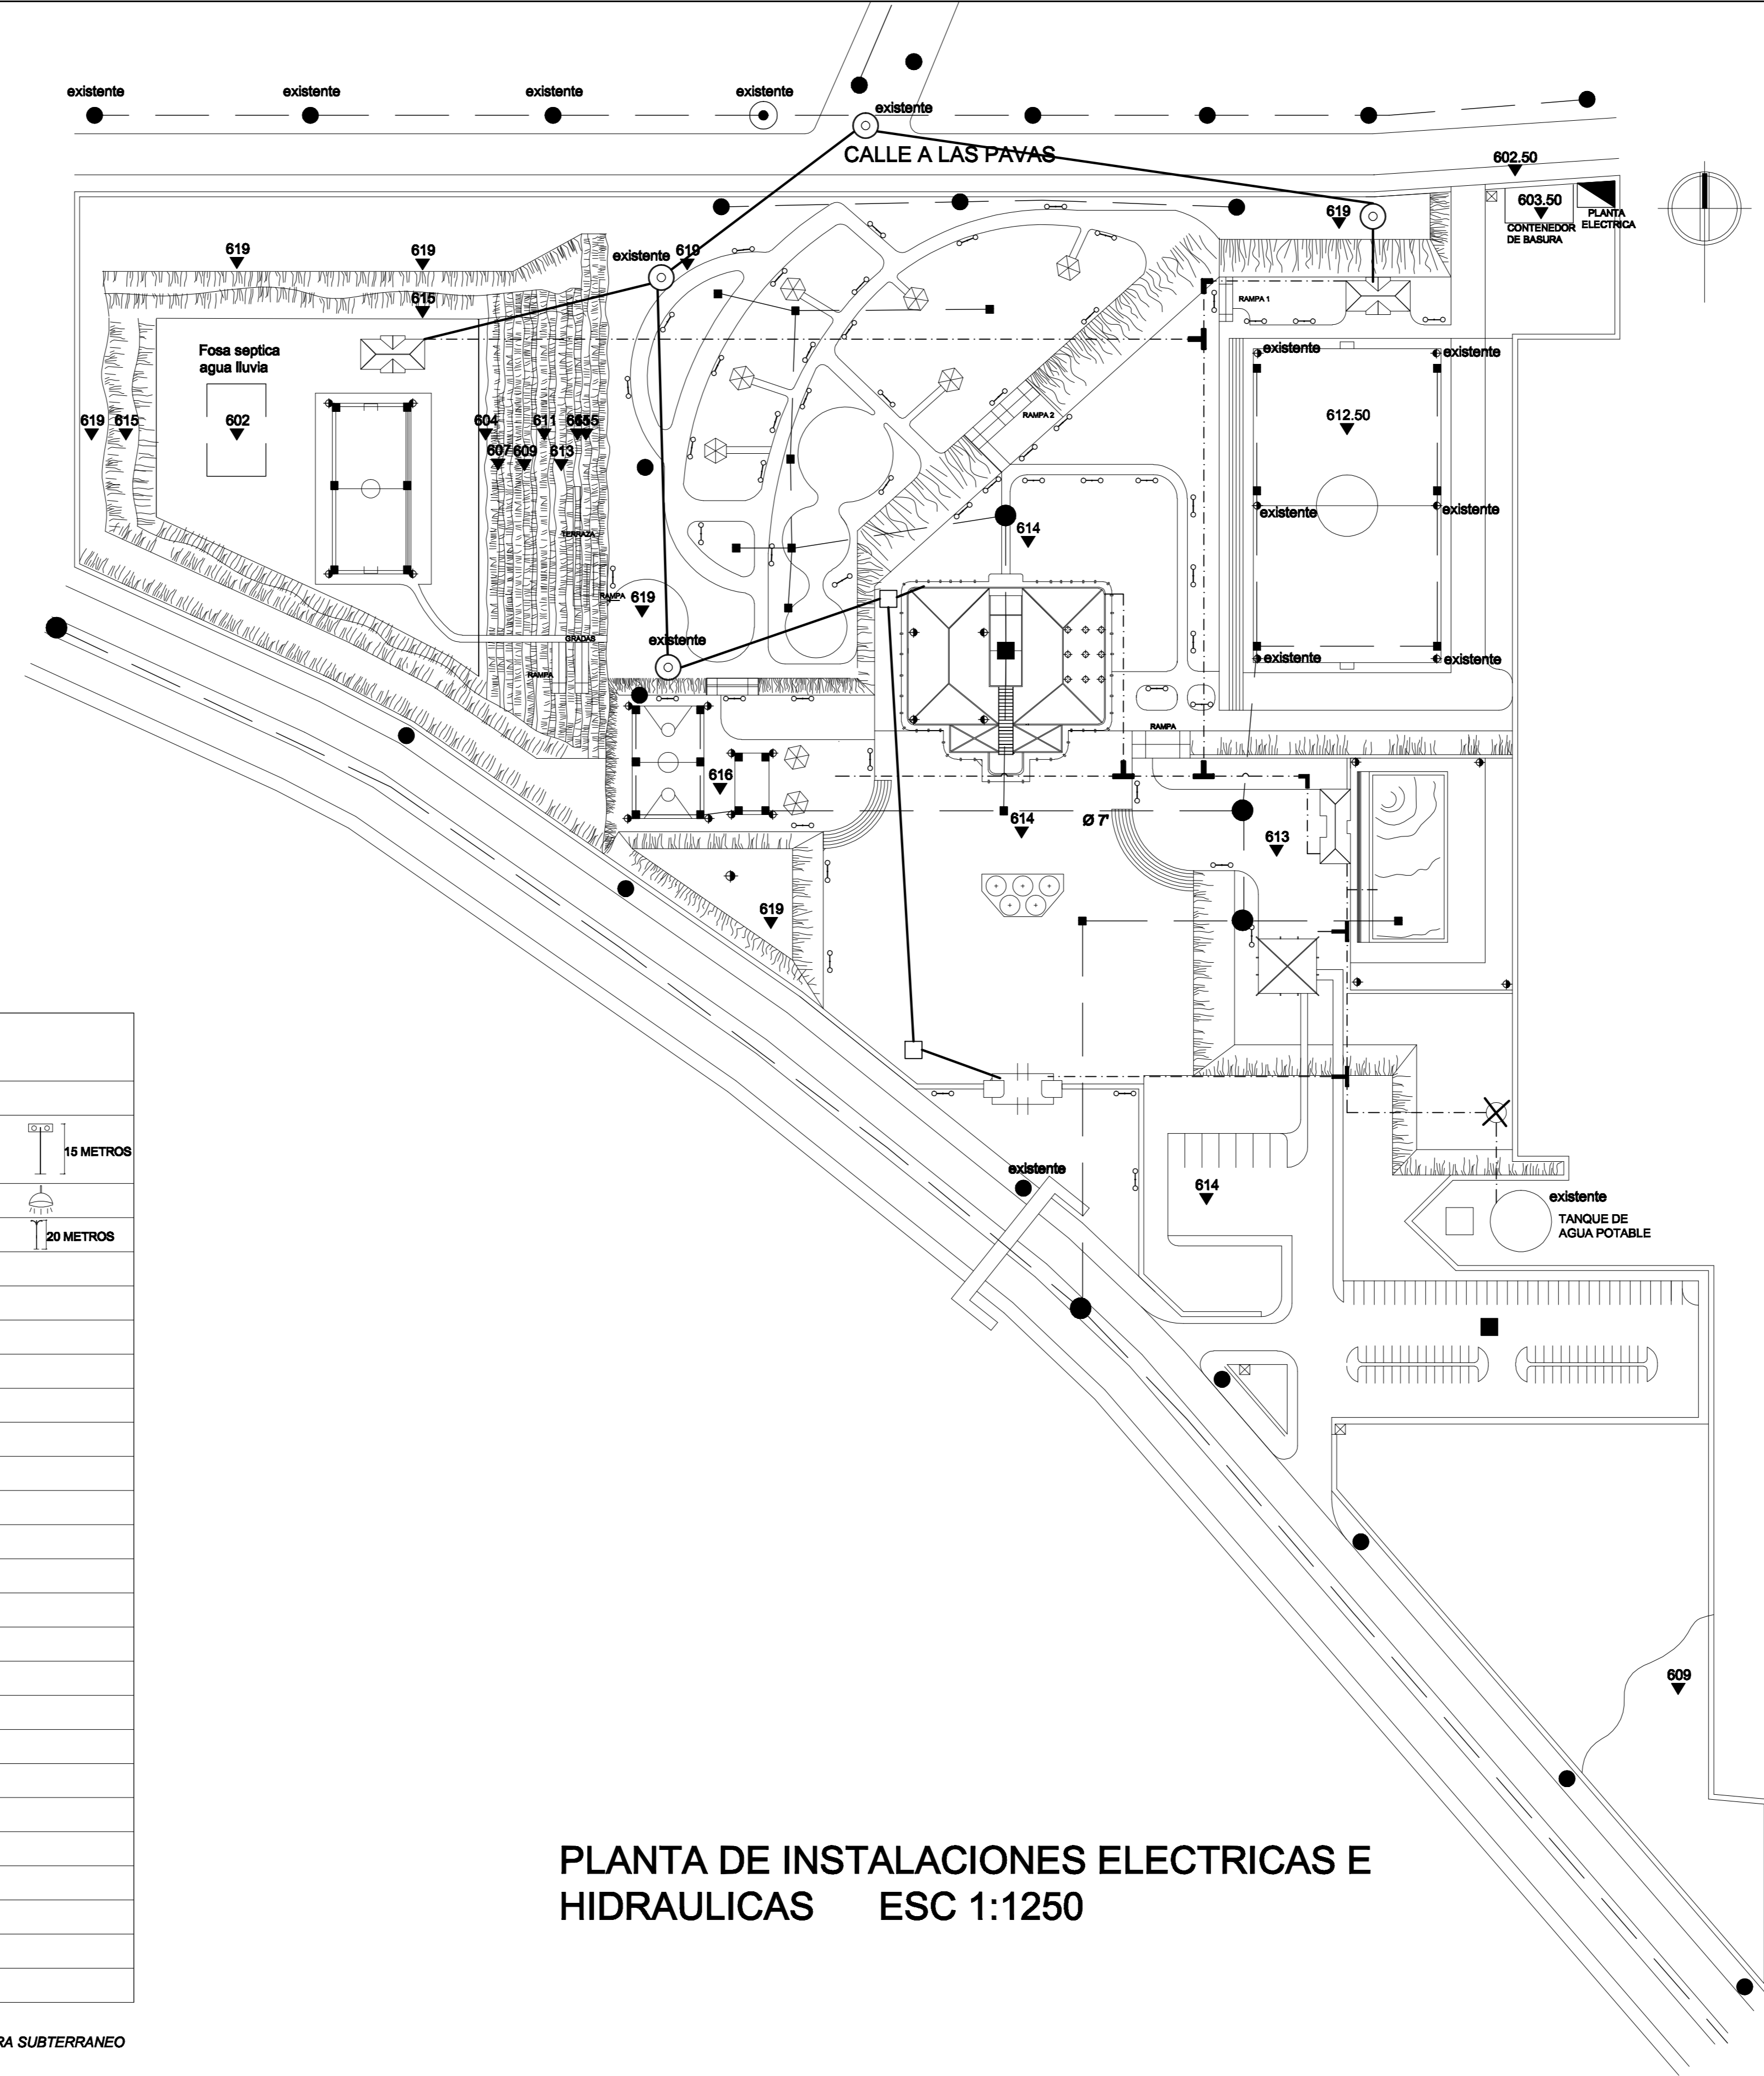 existente
existente
existente
existente
existente
CALLE A LAS PAVAS
602.50
603.50
PLANTA
ELECTRICA
CONTENEDOR
DE BASURA
619
619
619
existente
619
615
RAMPA 1
Fosa septica
agua lluvia
existente
existente
RAMPA 2
612.50
619
615
602
604
611
615
607
609
613
existente
existente
614
TERRAZA
RAMPA
619
GRADAS
existente
existente
existente
RAMPA
RAMPA
616
614
Ø 7'
613
619
15 METROS
20 METROS
existente
614
existente
TANQUE DE
AGUA POTABLE
609
PLANTA DE INSTALACIONES ELECTRICAS E
HIDRAULICAS ESC 1:1250
RA SUBTERRANEO